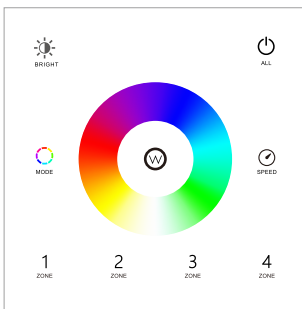 BRIGHT
ALL
W
MODE
SPEED
1 2 3 4
ZONE ZONE ZONE ZONE